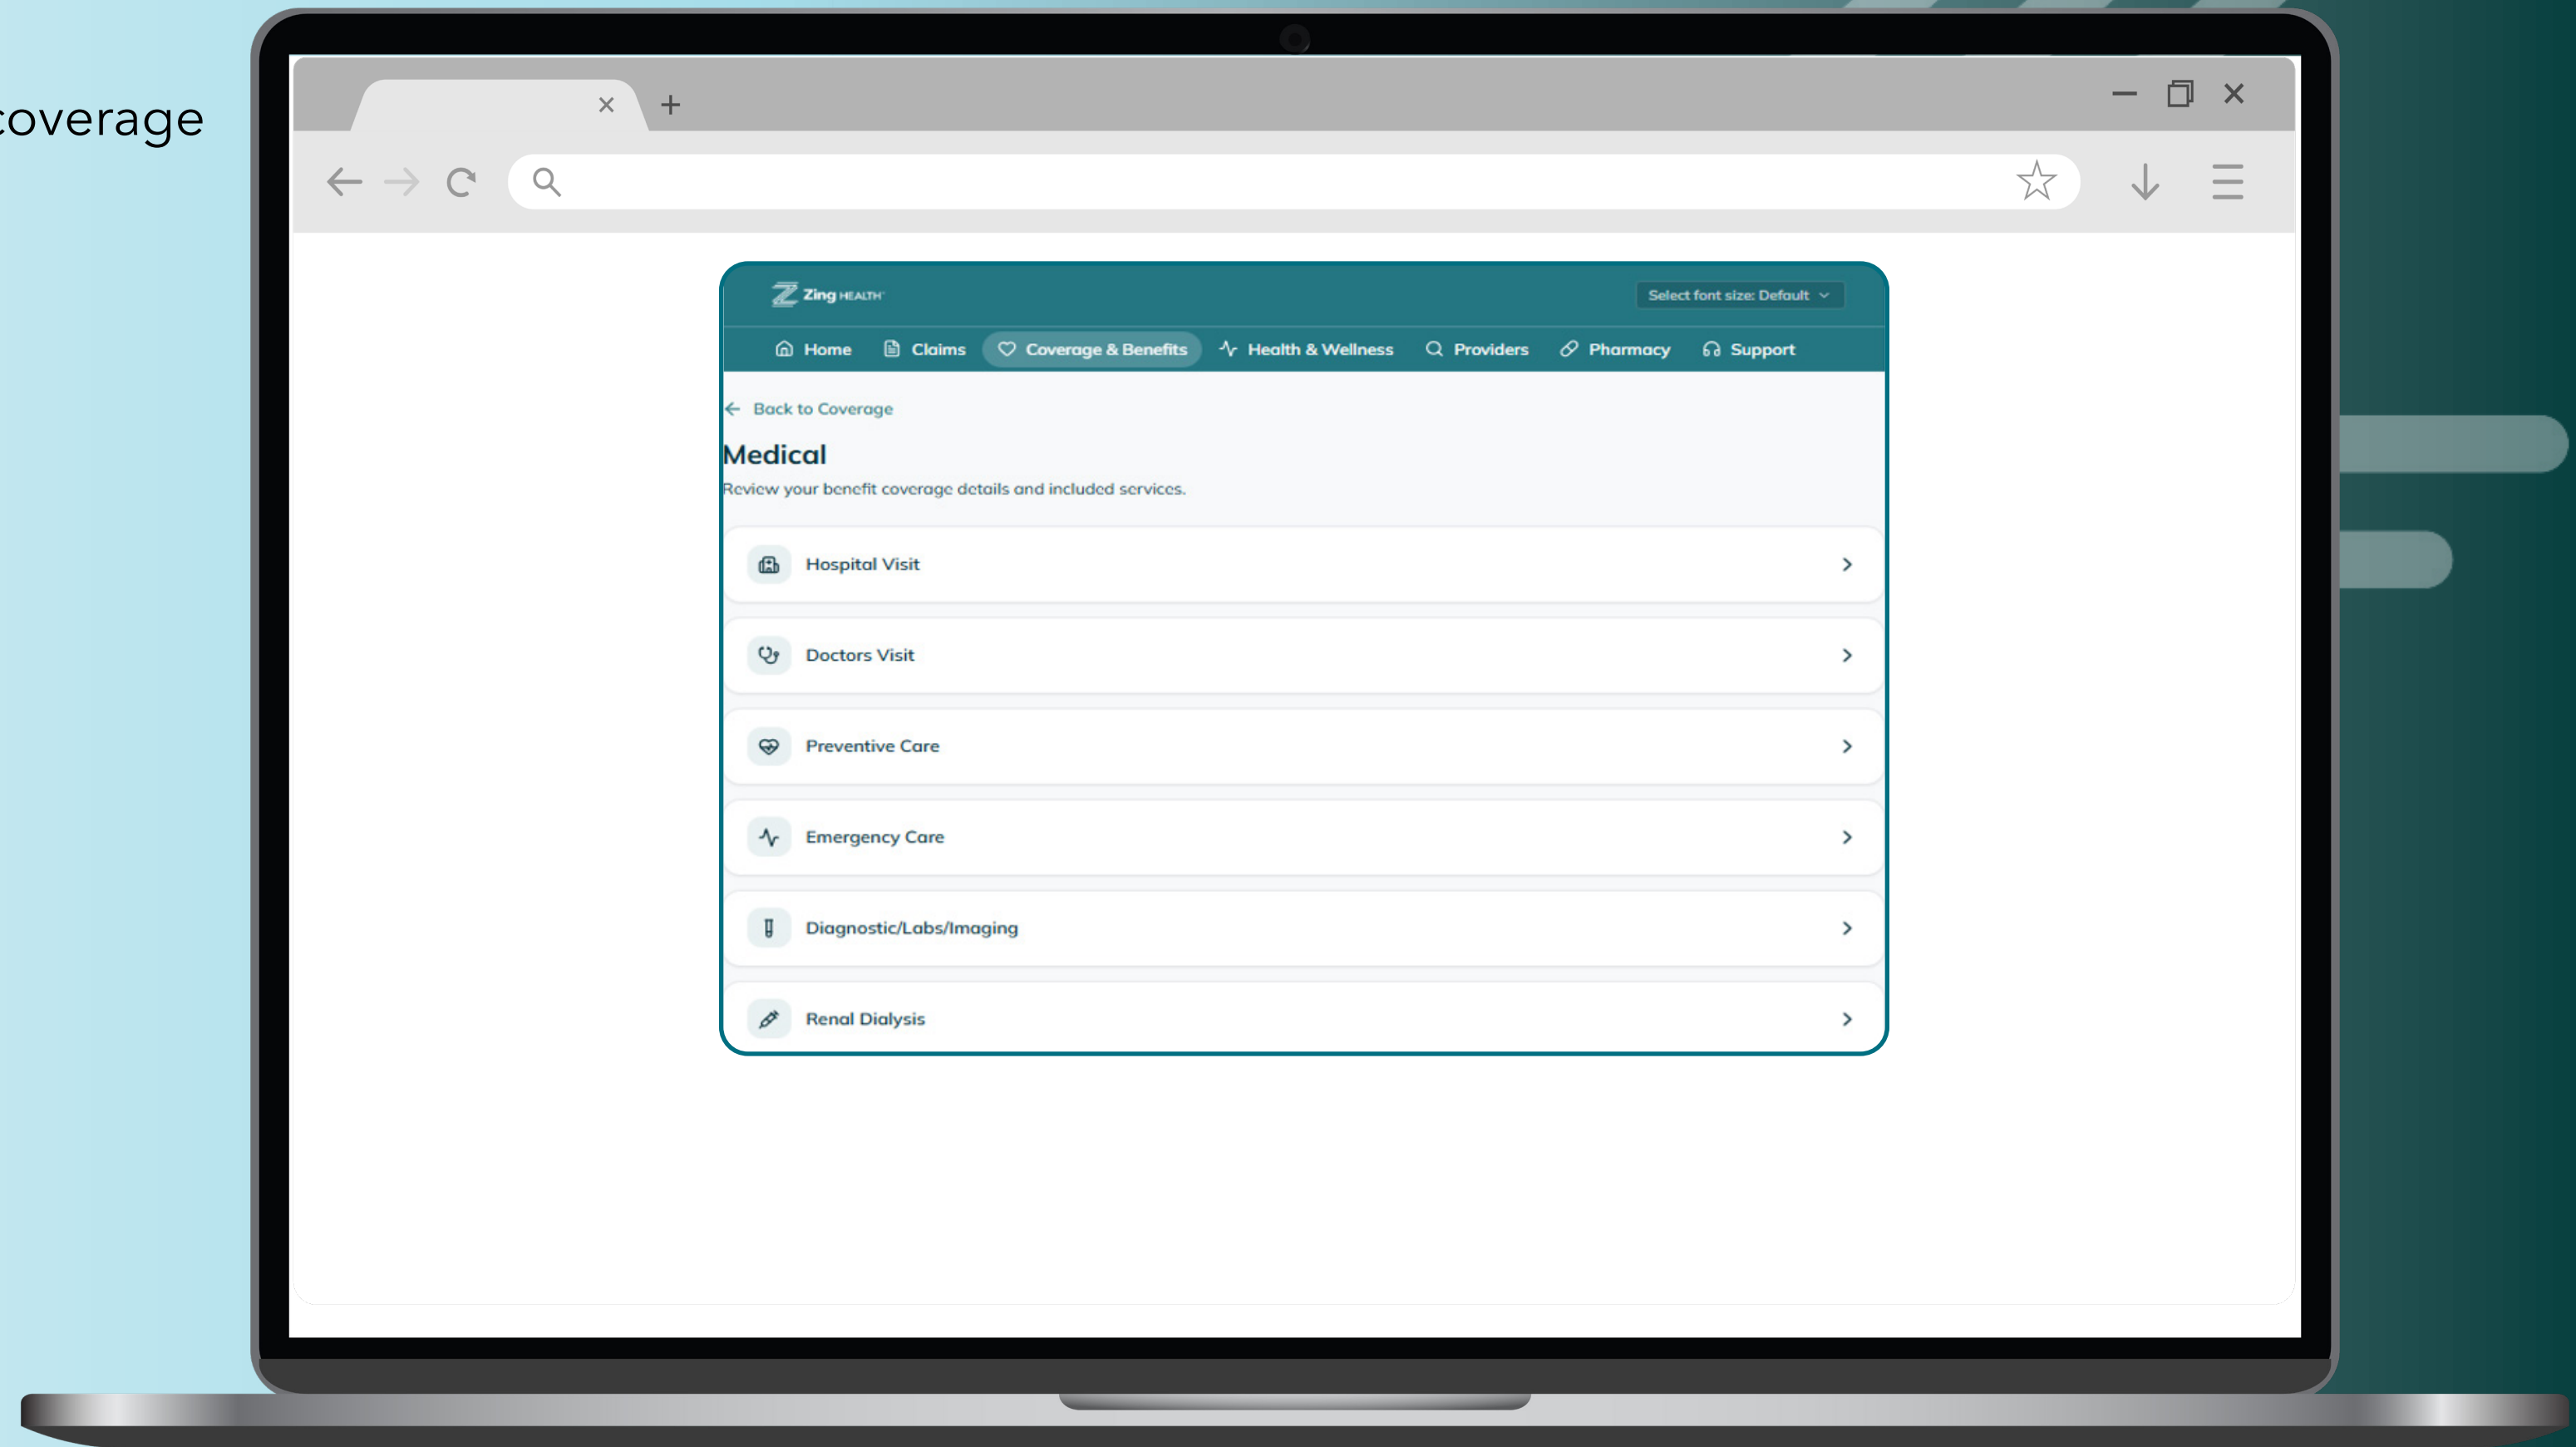 coverage
Zing HEALTH
Select font size: Default
Home Claims Coverage & Benefits Health & Wellness Providers Pharmacy Support
Back to Coverage
Medical
Review your benefit coverage details and included services.
Hospital Visit
Doctors Visit
Preventive Care
Emergency Care
Diagnostic/Labs/Imaging
Renal Dialysis